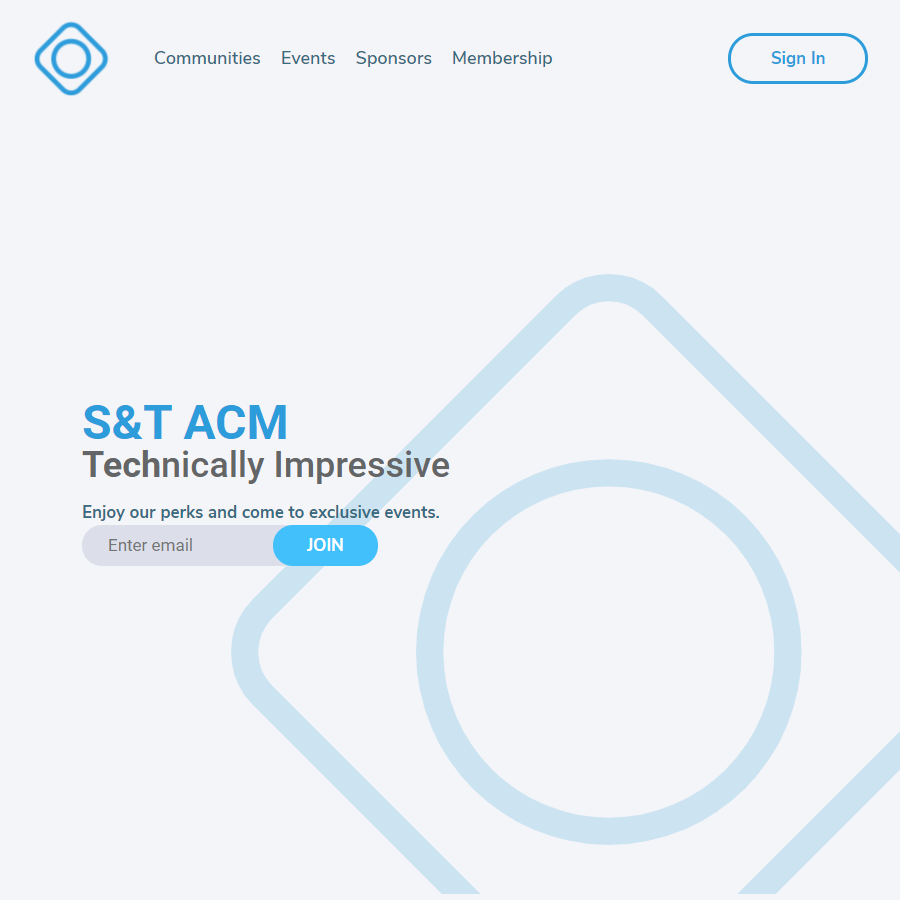 Communities Events Sponsors Membership Sign In
S&T ACM
Technically Impressive
Enjoy our perks and come to exclusive events.
Enter email JOIN